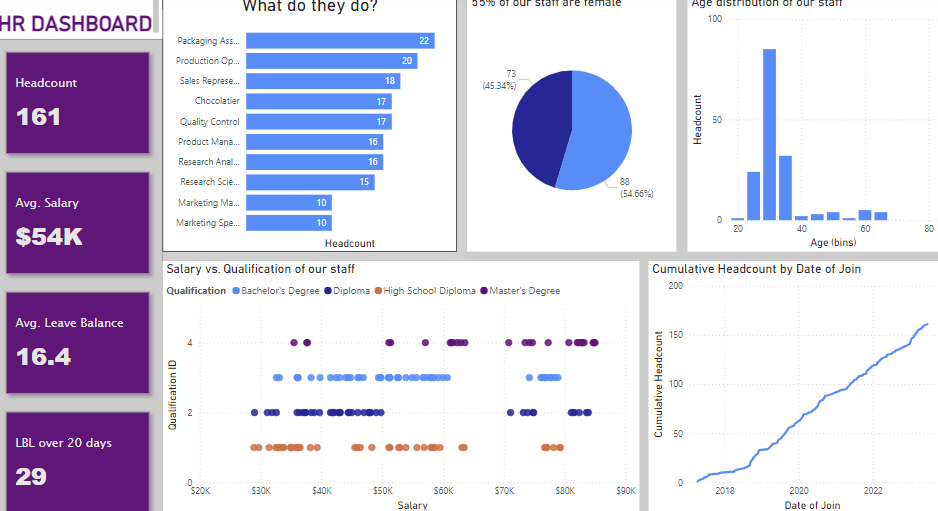 HR DASHBOARD
Headcount
161
Avg. Salary
$54K
Avg. Leave Balance
16.4
LBL over 20 days
29
What do they do?
Packaging Ass... 22
Production Op... 20
Sales Represe... 18
Chocolatier 17
Quality Control 17
Product Mana... 16
Research Anal... 16
Research Scie... 15
Marketing Ma... 10
Marketing Spe... 10
Headcount
55% of our staff are female
73
(45.34%)
88
(54.66%)
Age distribution of our staff
Headcount
100
50
0
20 40 60 80
Age (bins)
Salary vs. Qualification of our staff
Qualification Bachelor's Degree Diploma High School Diploma Master's Degree
Qualification ID
4
2
0
$20K $30K $40K $50K $60K $70K $80K $90K
Salary
Cumulative Headcount by Date of Join
Cumulative Headcount
200
150
100
50
0
2018 2020 2022
Date of Join